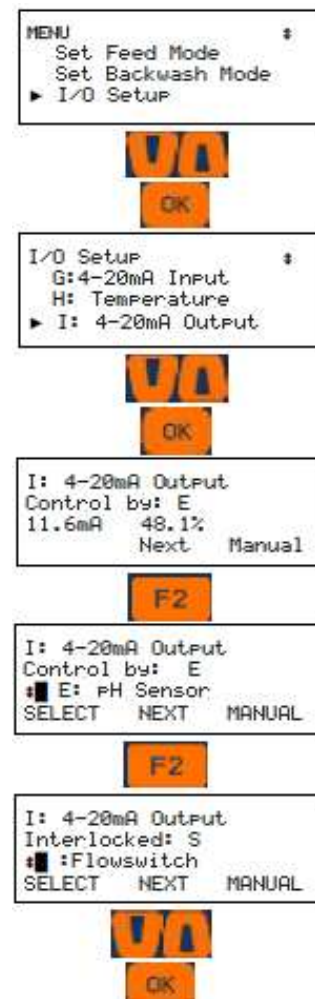 MENU
Set Feed Mode
Set Backwash Mode
► I/O Setup
OK
I/O Setup
G:4-20mA Input
H: Temperature
► I: 4-20mA Output
OK
I: 4-20mA Output
Control by: E
11.6mA 48.1%
Next Manual
F2
I: 4-20mA Output
Control by: E
E: pH Sensor
SELECT NEXT MANUAL
F2
I: 4-20mA Output
Interlocked: S
:Flowswitch
SELECT NEXT MANUAL
OK